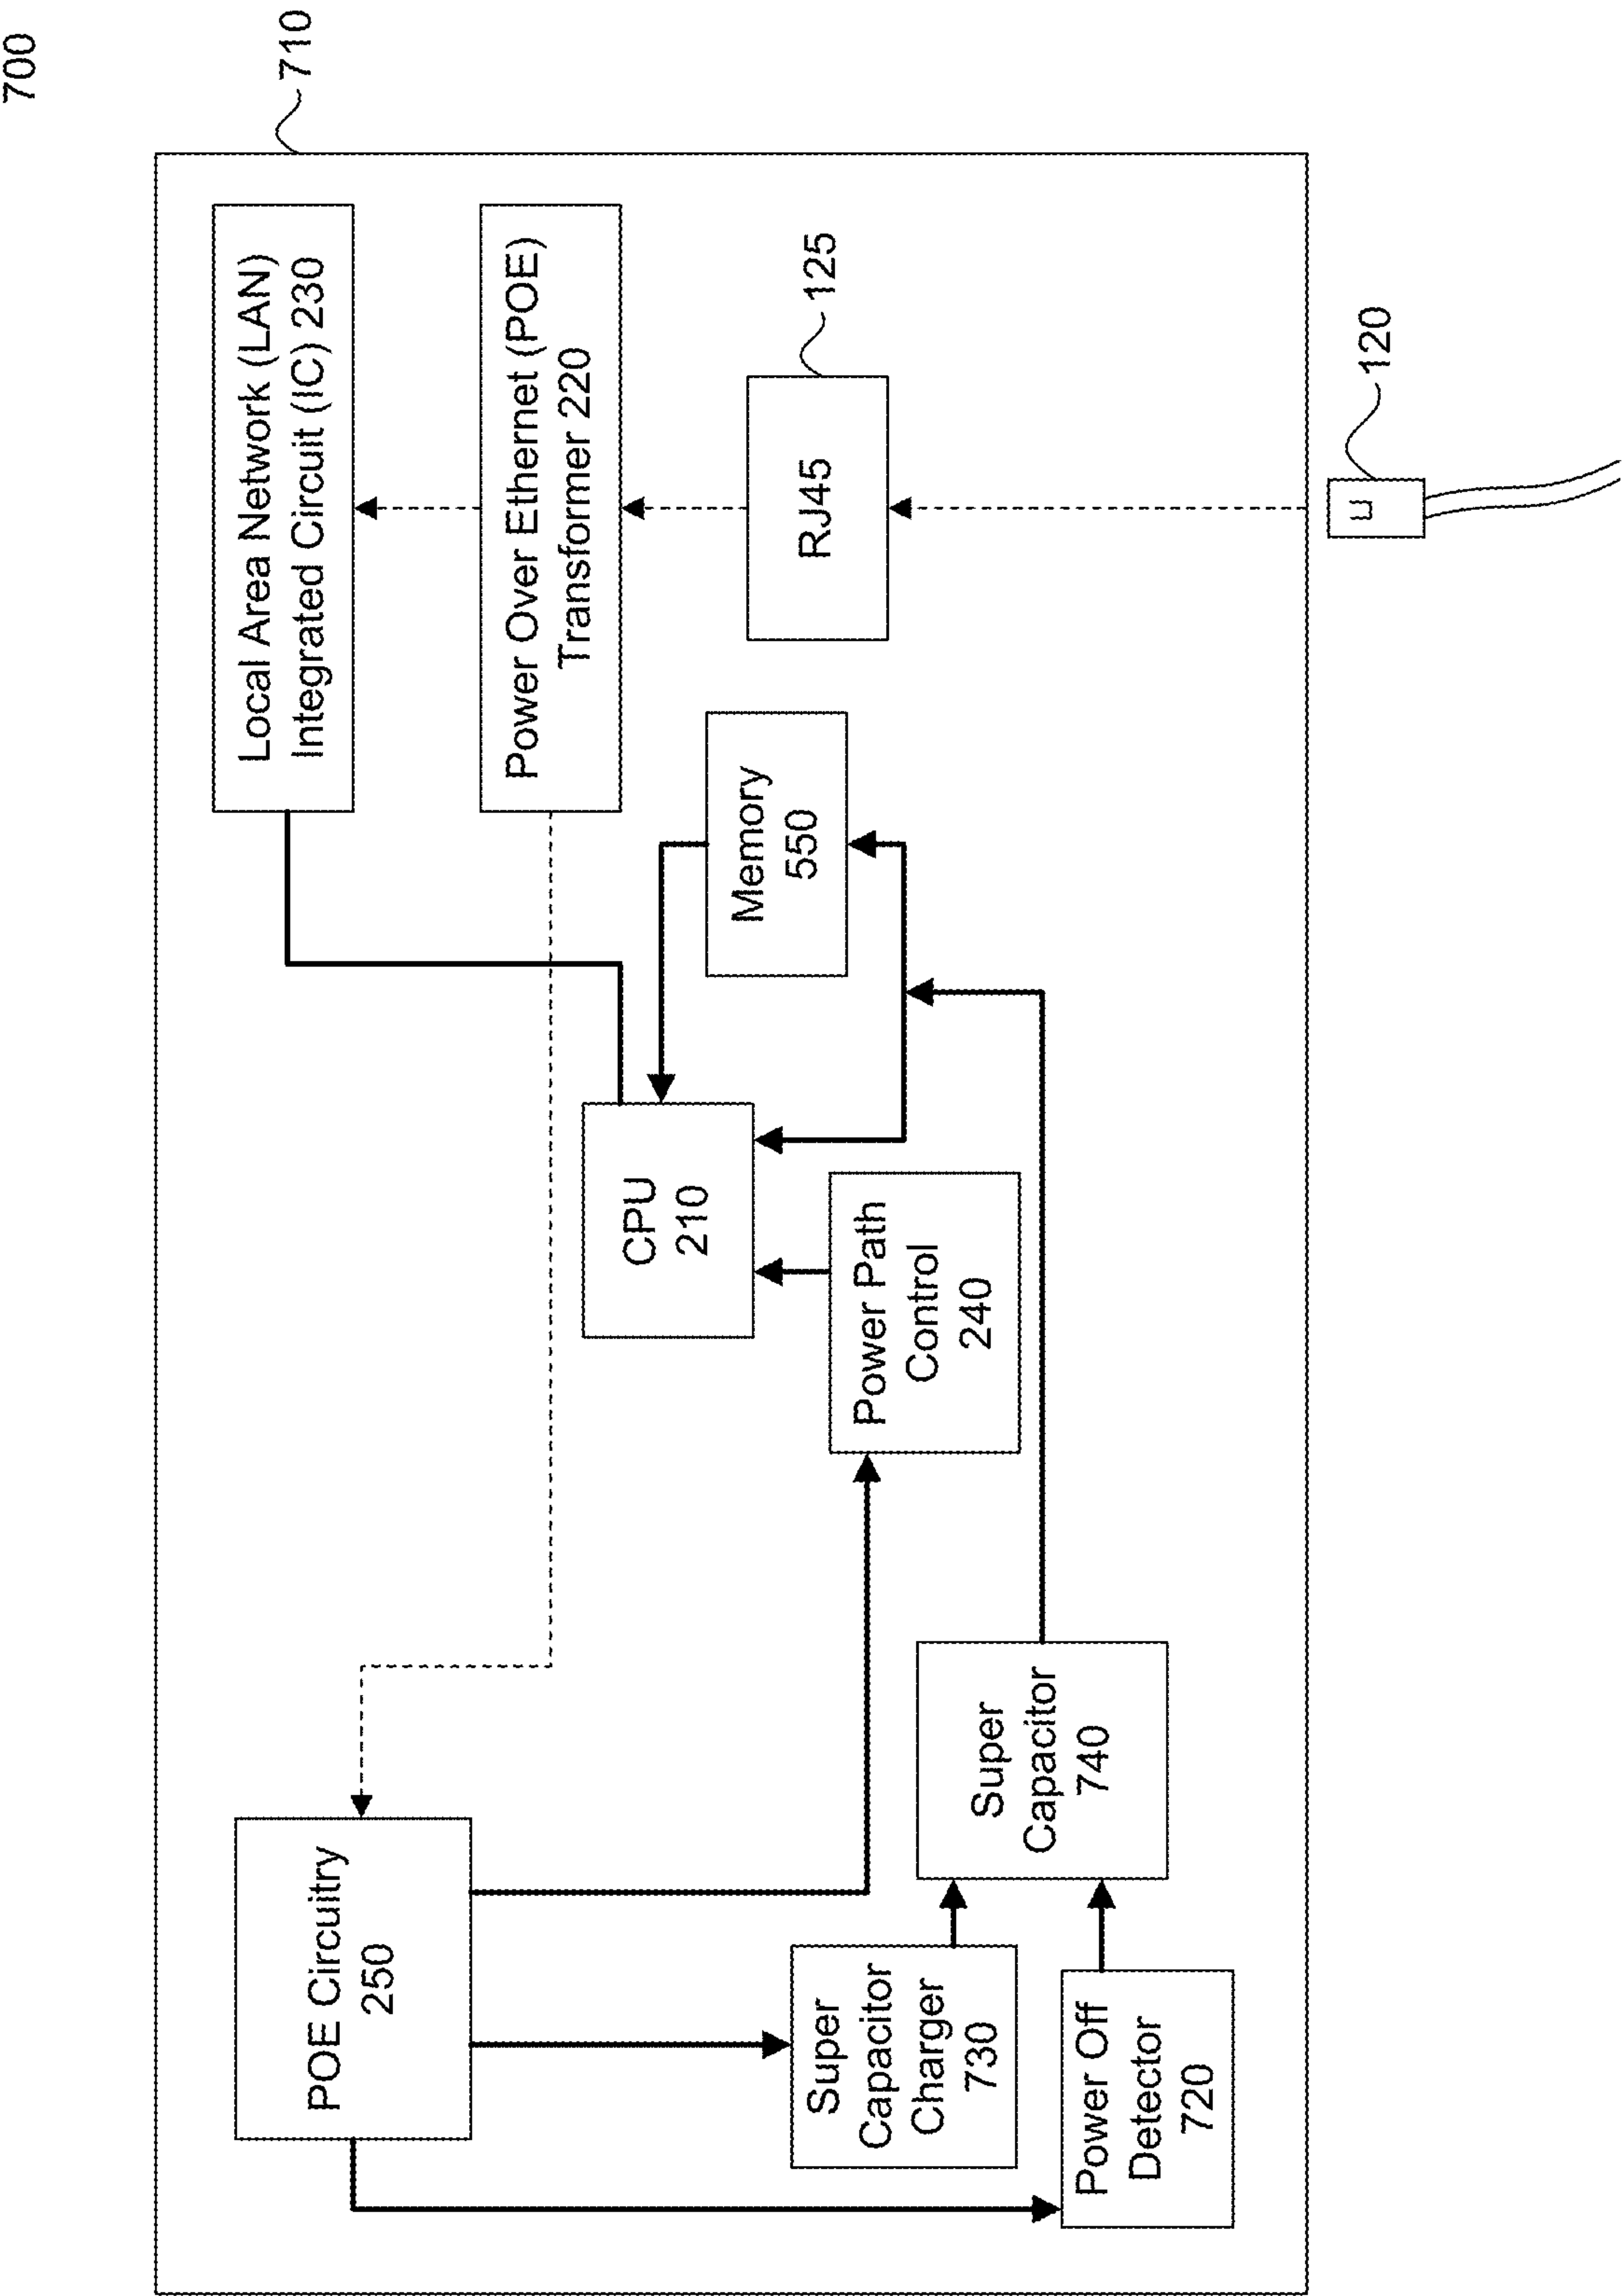 700
710
POE Circuitry
250
Local Area Network (LAN)
Integrated Circuit (IC) 230
Power Over Ethernet (POE)
Transformer 220
CPU
210
Memory
550
RJ45
125
Super
Capacitor
Charger
730
Power Path
Control
240
Super
Capacitor
740
Power Off
Detector
720
120